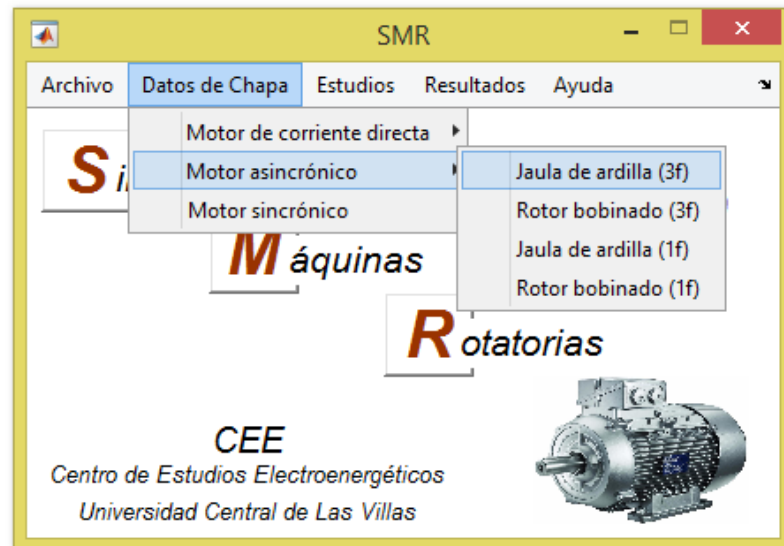 SMR
Archivo Datos de Chapa Estudios Resultados Ayuda
Motor de corriente directa
Motor asincrónico
Motor sincrónico
Jaula de ardilla (3f)
Rotor bobinado (3f)
Jaula de ardilla (1f)
Rotor bobinado (1f)
S
Máquinas
Rotatorias
CEE
Centro de Estudios Electroenergéticos
Universidad Central de Las Villas